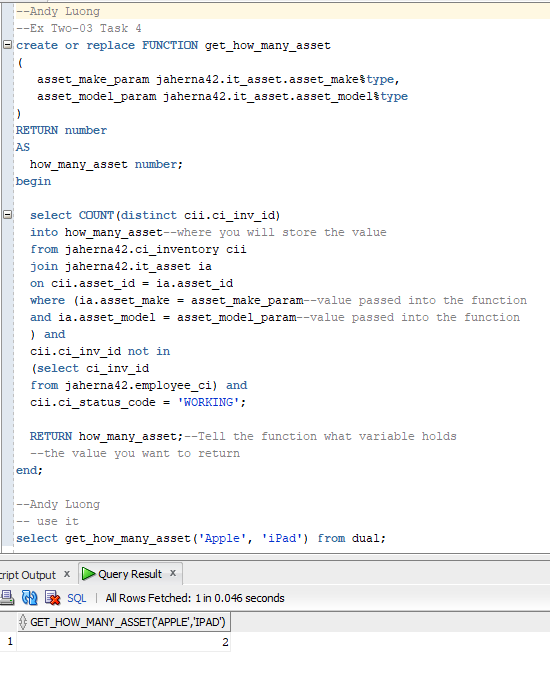 --Andy Luong
--Ex Two-03 Task 4
create or replace FUNCTION get_how_many_asset
(
asset_make_param jaherna42.it_asset.asset_make%type,
asset_model_param jaherna42.it_asset.asset_model%type
)
RETURN number
AS
how_many_asset number;
begin
select COUNT(distinct cii.ci_inv_id)
into how_many_asset--where you will store the value
from jaherna42.ci_inventory cii
join jaherna42.it_asset ia
on cii.asset_id = ia.asset_id
where (ia.asset_make = asset_make_param--value passed into the function
and ia.asset_model = asset_model_param--value passed into the function
) and
cii.ci_inv_id not in
(select ci_inv_id
from jaherna42.employee_ci) and
cii.ci_status_code = 'WORKING';
RETURN how_many_asset;--Tell the function what variable holds
--the value you want to return
end;
--Andy Luong
-- use it
select get_how_many_asset('Apple', 'iPad') from dual;
cript Output x Query Result x
SQL | All Rows Fetched: 1 in 0.046 seconds
GET_HOW_MANY_ASSET('APPLE','IPAD')
1 2